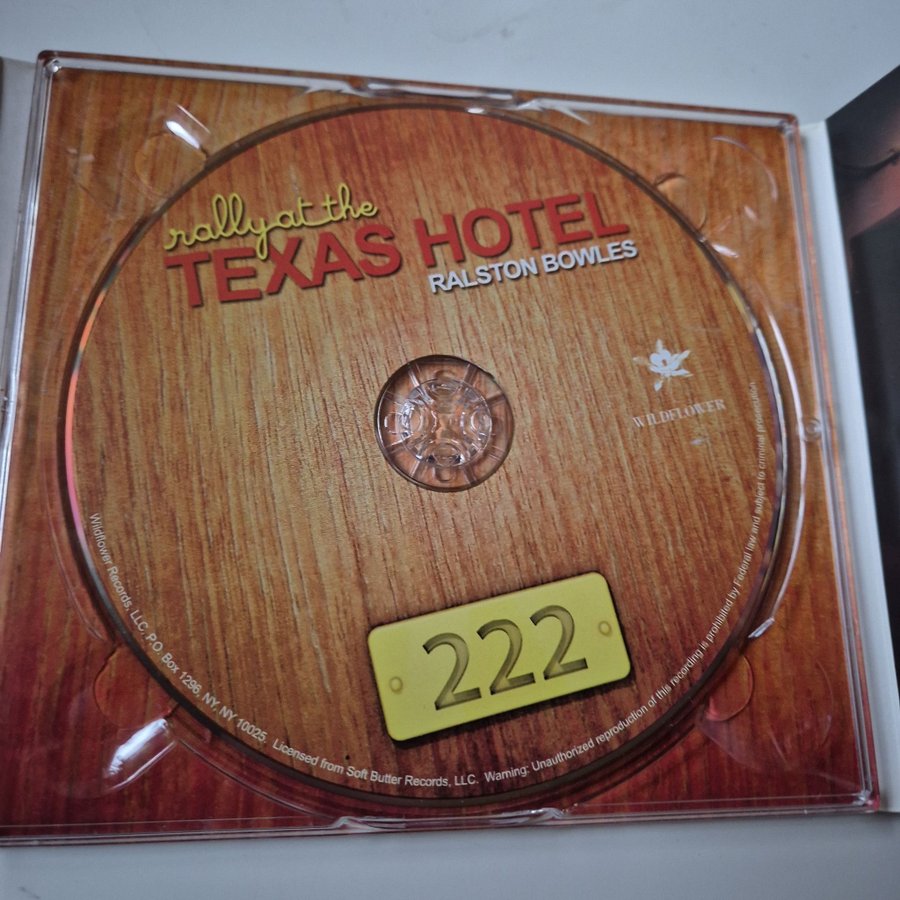 rally at the
TEXAS HOTEL
RALSTON BOWLES
WILDFLOWER
222
Wildflower Records, LLC. P.O. Box 1296, NY, NY 10025. Licensed from Soft Butter Records, LLC. Warning: Unauthorized reproduction of this recording is prohibited by Federal law and subject to criminal prosecution